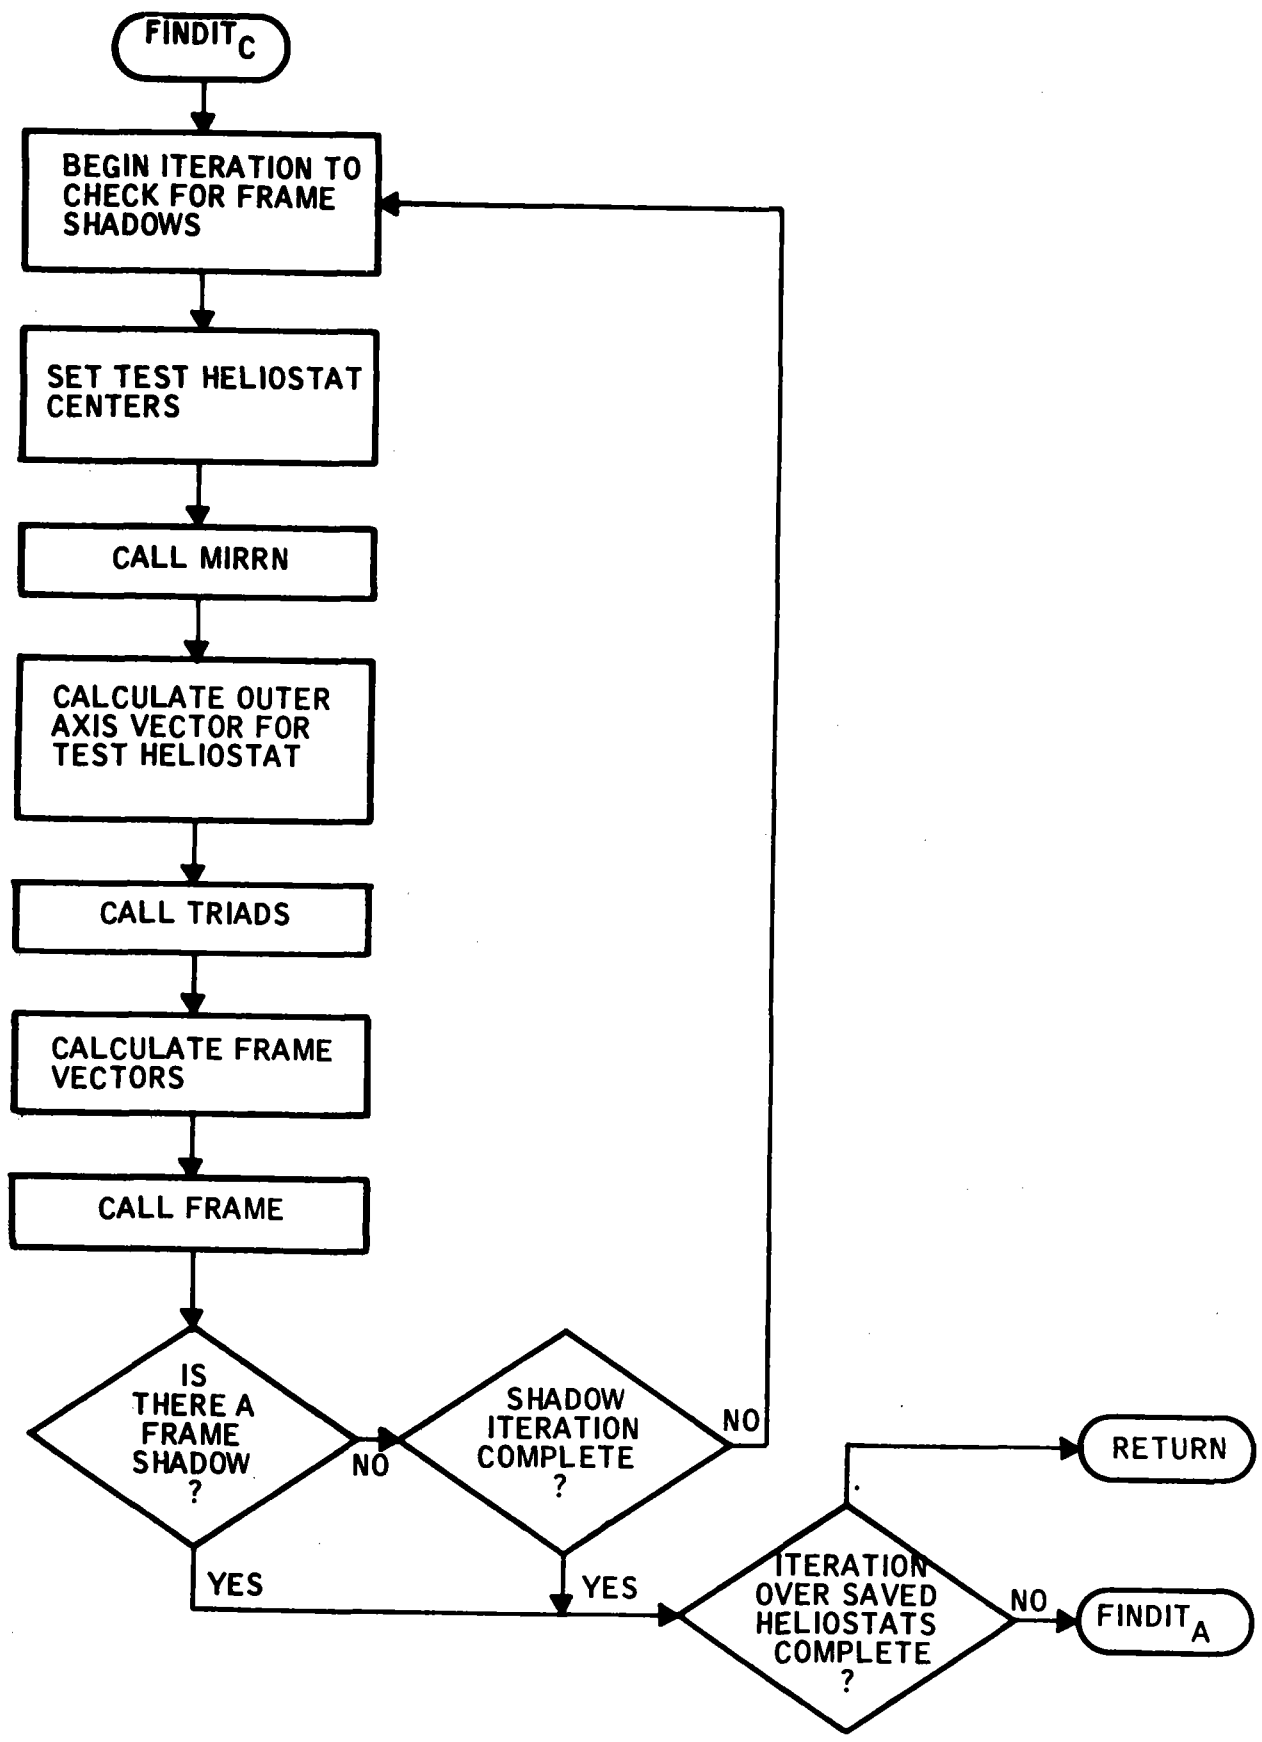 FINDIT C
BEGIN ITERATION TO
CHECK FOR FRAME
SHADOWS
SET TEST HELIOSTAT
CENTERS
CALL MIRRN
CALCULATE OUTER
AXIS VECTOR FOR
TEST HELIOSTAT
CALL TRIADS
CALCULATE FRAME
VECTORS
CALL FRAME
IS
THERE A
FRAME
SHADOW
?
NO
YES
SHADOW
ITERATION
COMPLETE
?
NO
YES
ITERATION
OVER SAVED
HELIOSTATS
COMPLETE
?
RETURN
NO
FINDIT A